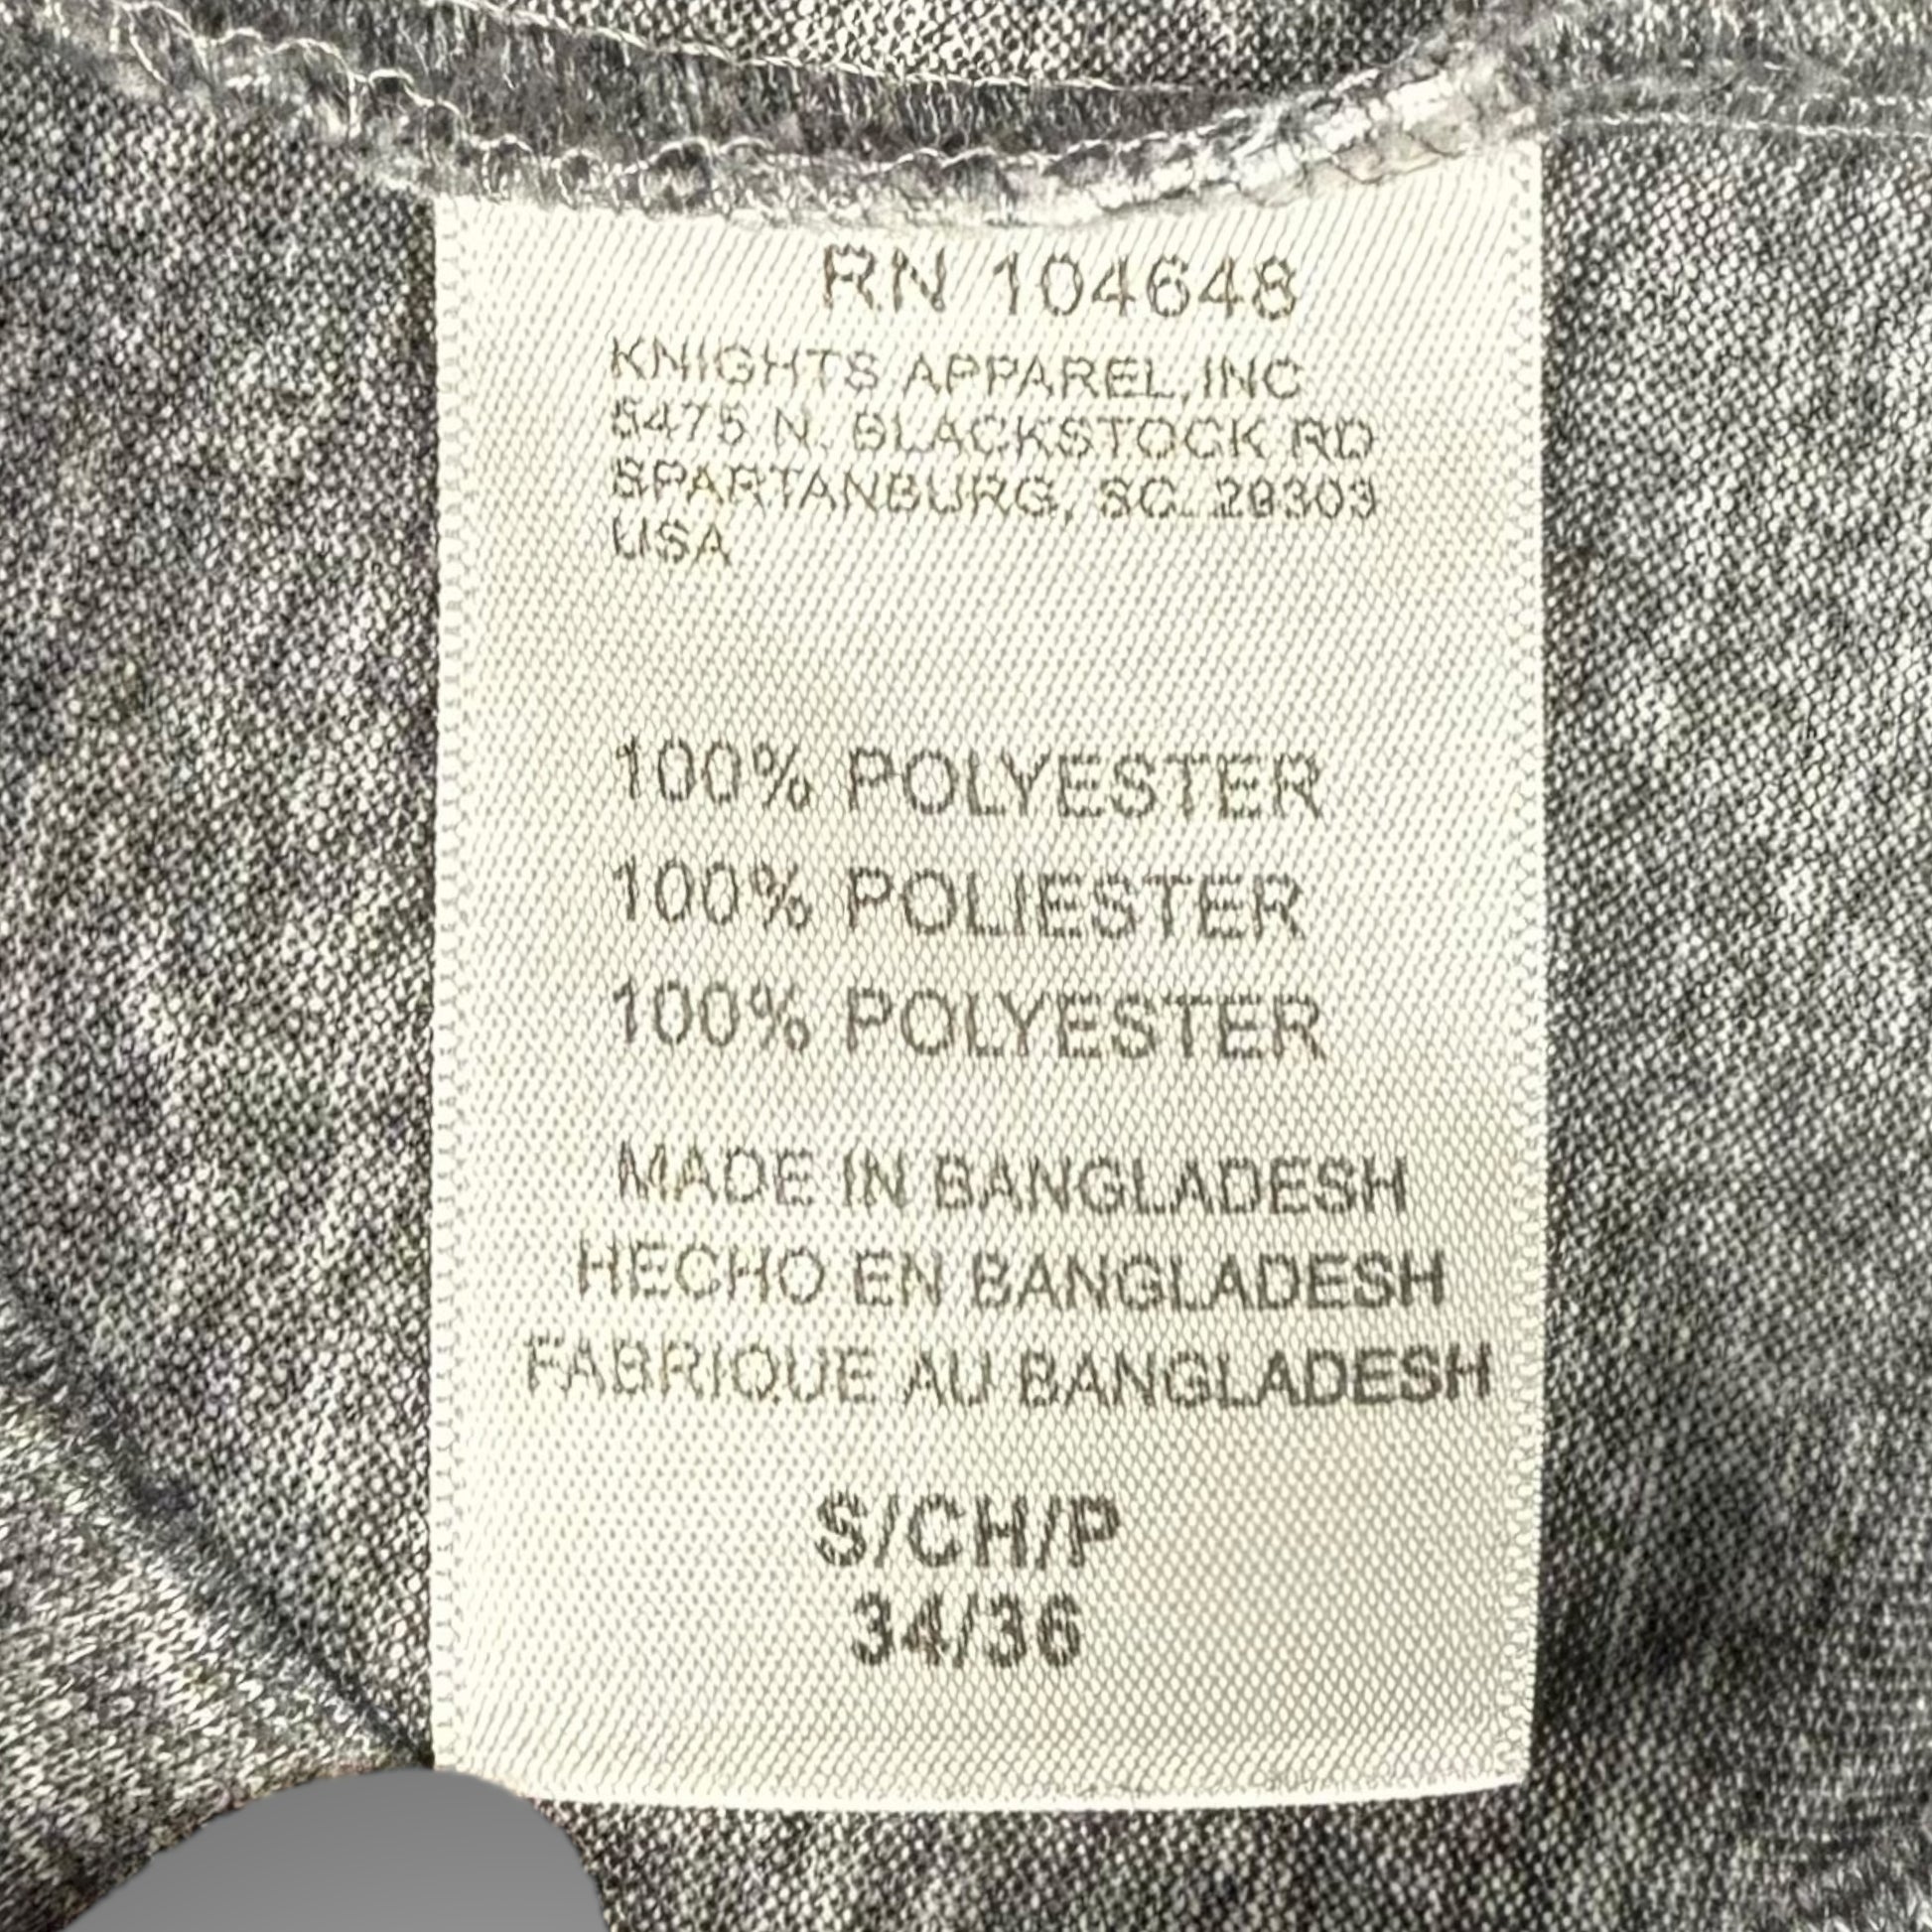 RN 104648
KNIGHTS APPAREL, INC
5475 N. BLACKSTOCK RD
SPARTANBURG, SC. 29303
USA
100% POLYESTER
100% POLIESTER
100% POLYESTER
MADE IN BANGLADESH
HECHO EN BANGLADESH
FABRIQUE AU BANGLADESH
S/CH/P
34/36